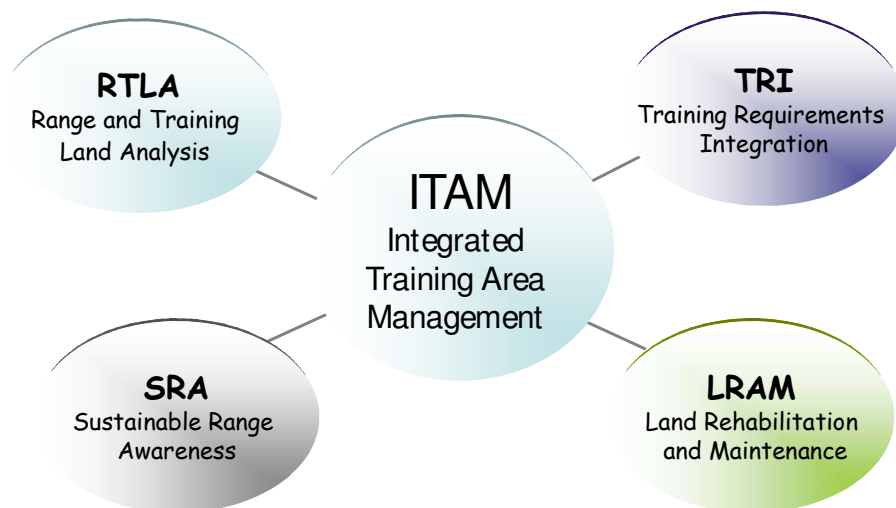 RTLA
Range and Training
Land Analysis
TRI
Training Requirements
Integration
ITAM
Integrated
Training Area
Management
SRA
Sustainable Range
Awareness
LRAM
Land Rehabilitation
and Maintenance